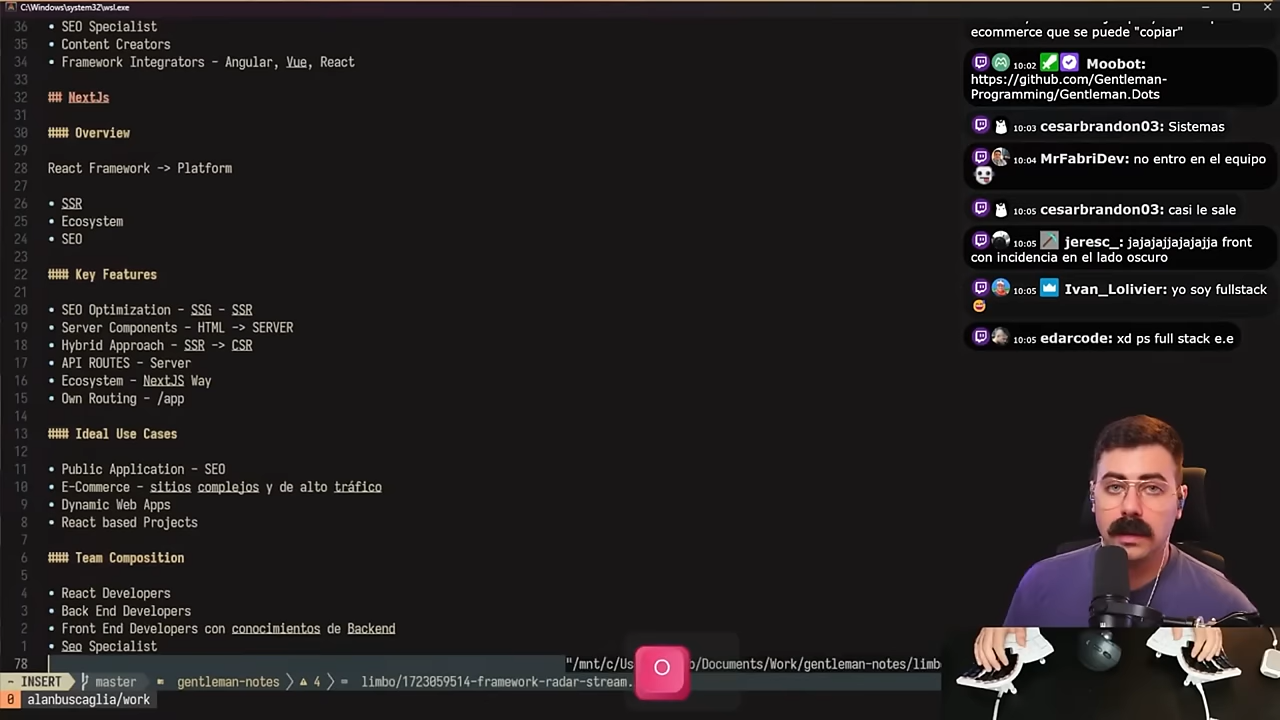 C:\Windows\system32\wsl.exe
36 • SEO Specialist
35 • Content Creators
34 • Framework Integrators - Angular, Vue, React
33
32 ## NextJs
31
30 ### Overview
29
28 React Framework -> Platform
27
26 • SSR
25 • Ecosystem
24 • SEO
23
22 ### Key Features
21
20 • SEO Optimization - SSG - SSR
19 • Server Components - HTML -> SERVER
18 • Hybrid Approach - SSR -> CSR
17 • API ROUTES - Server
16 • Ecosystem - NextJS Way
15 • Own Routing - /app
14
13 ### Ideal Use Cases
12
11 • Public Application - SEO
10 • E-Commerce - sitios complejos y de alto tráfico
9 • Dynamic Web Apps
8 • React based Projects
7
6 ### Team Composition
5
4 • React Developers
3 • Back End Developers
2 • Front End Developers con conocimientos de Backend
1 • Seo Specialist
78 "/mnt/c/Us o/Documents/Work/gentleman-notes/limb
- INSERT master gentleman-notes 4 = limbo/1723059514-framework-radar-stream.
0 alanbuscaglia/work
O
ecommerce que se puede "copiar"
10:02 Moobot:
https://github.com/Gentleman-
Programming/Gentleman.Dots
10:03 cesarbrandon03: Sistemas
10:04 MrFabriDev: no entro en el equipo
10:05 cesarbrandon03: casi le sale
10:05 jeresc_: jajajajjajajajja front
con incidencia en el lado oscuro
10:05 Ivan_Lolivier: yo soy fullstack
10:05 edarcode: xd ps full stack e.e